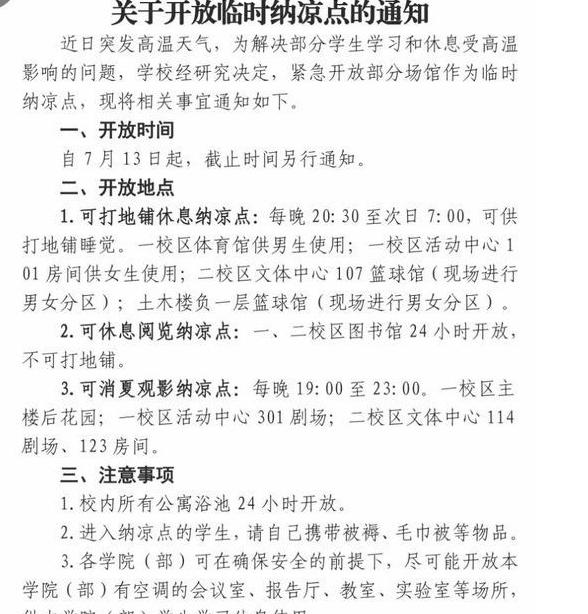 关于开放临时纳凉点的通知
近日突发高温天气，为解决部分学生学习和休息受高温
影响的问题，学校经研究决定，紧急开放部分场馆作为临时
纳凉点，现将相关事宜通知如下。
一、开放时间
自 7 月 13 日起，截止时间另行通知。
二、开放地点
1. 可打地铺休息纳凉点：每晚 20: 30 至次日 7: 00，可供
打地铺睡觉。一校区体育馆供男生使用；一校区活动中心 1
01 房间供女生使用；二校区文体中心 107 篮球馆（现场进行
男女分区）；土木楼负一层篮球馆（现场进行男女分区）。
2. 可休息阅览纳凉点：一、二校区图书馆 24 小时开放，
不可打地铺。
3. 可消夏观影纳凉点：每晚 19: 00 至 23: 00。一校区主
楼后花园；一校区活动中心 301 剧场；二校区文体中心 114
剧场、123 房间。
三、注意事项
1. 校内所有公寓浴池 24 小时开放。
2. 进入纳凉点的学生，请自己携带被褥、毛巾被等物品。
3. 各学院（部）可在确保安全的前提下，尽可能开放本
学院（部）有空调的会议室、报告厅、教室、实验室等场所，